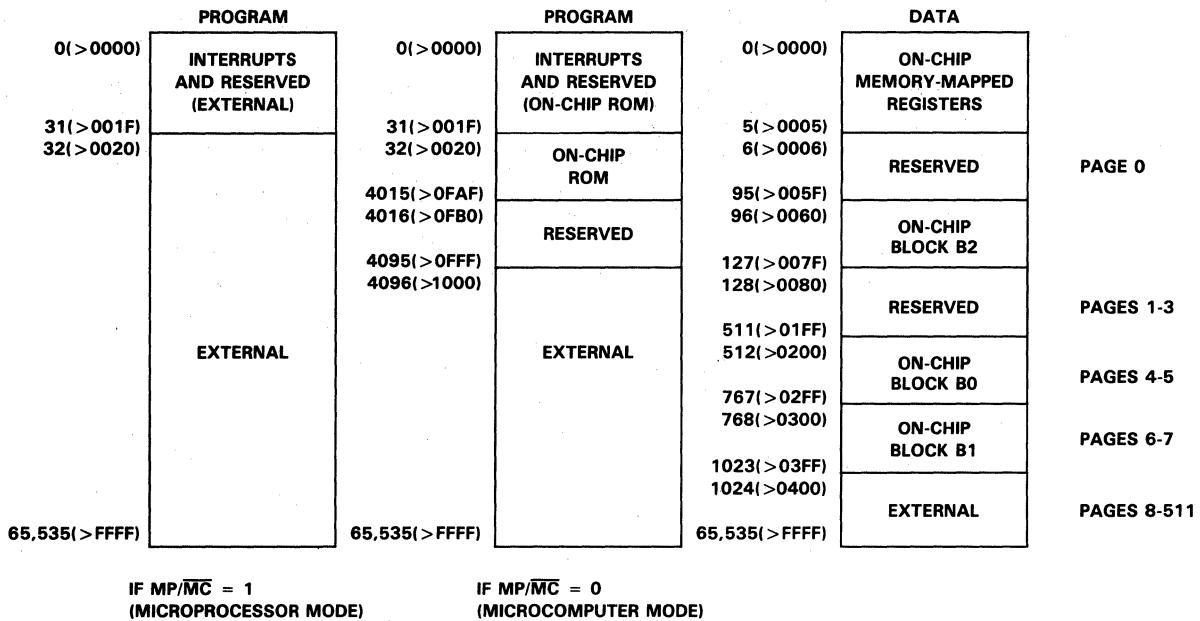 PROGRAM
0(>0000)
INTERRUPTS
AND RESERVED
(EXTERNAL)
31(>001F)
32(>0020)
EXTERNAL
65,535(>FFFF)
IF MP/M̅C̅ = 1
(MICROPROCESSOR MODE)
PROGRAM
0(>0000)
INTERRUPTS
AND RESERVED
(ON-CHIP ROM)
31(>001F)
32(>0020)
ON-CHIP
ROM
4015(>0FAF)
4016(>0FB0)
RESERVED
4095(>0FFF)
4096(>1000)
EXTERNAL
65,535(>FFFF)
IF MP/M̅C̅ = 0
(MICROCOMPUTER MODE)
DATA
0(>0000)
ON-CHIP
MEMORY-MAPPED
REGISTERS
5(>0005)
6(>0006)
RESERVED
PAGE 0
95(>005F)
96(>0060)
ON-CHIP
BLOCK B2
127(>007F)
128(>0080)
RESERVED
PAGES 1-3
511(>01FF)
512(>0200)
ON-CHIP
BLOCK B0
PAGES 4-5
767(>02FF)
768(>0300)
ON-CHIP
BLOCK B1
PAGES 6-7
1023(>03FF)
1024(>0400)
EXTERNAL
PAGES 8-511
65,535(>FFFF)